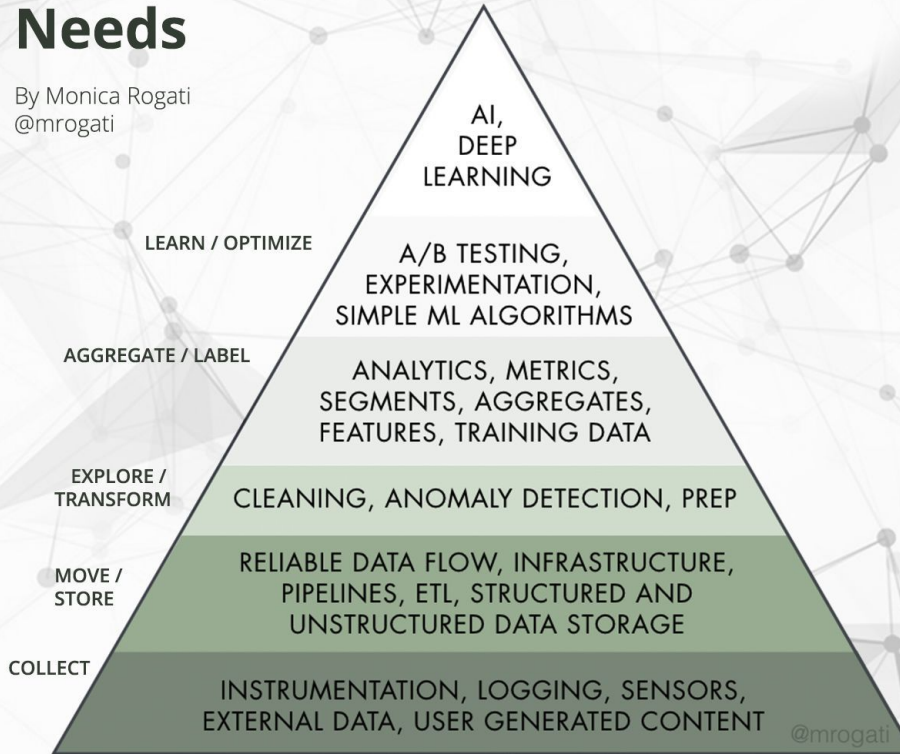 Needs
By Monica Rogati
@mrogati
AI,
DEEP
LEARNING
LEARN / OPTIMIZE
A/B TESTING,
EXPERIMENTATION,
SIMPLE ML ALGORITHMS
AGGREGATE / LABEL
ANALYTICS, METRICS,
SEGMENTS, AGGREGATES,
FEATURES, TRAINING DATA
EXPLORE /
TRANSFORM
CLEANING, ANOMALY DETECTION, PREP
MOVE /
STORE
RELIABLE DATA FLOW, INFRASTRUCTURE,
PIPELINES, ETL, STRUCTURED AND
UNSTRUCTURED DATA STORAGE
COLLECT
INSTRUMENTATION, LOGGING, SENSORS,
EXTERNAL DATA, USER GENERATED CONTENT
@mrogati